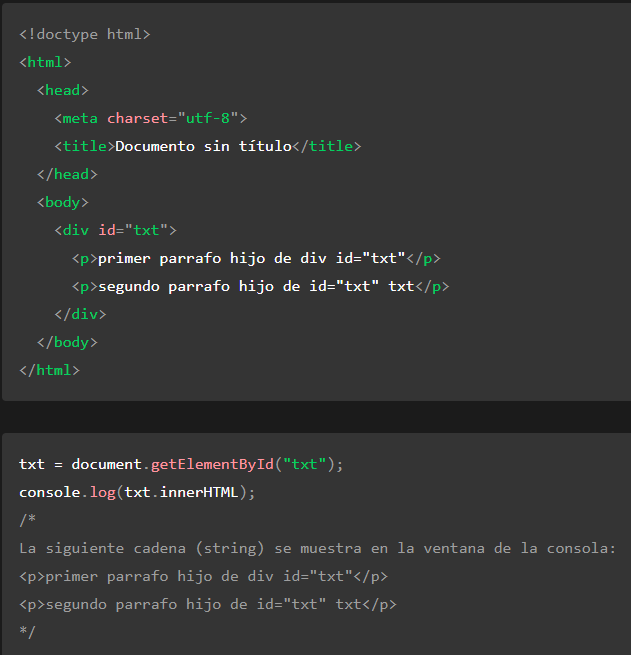 <!doctype html>
<html>
<head>
<meta charset="utf-8">
<title>Documento sin título</title>
</head>
<body>
<div id="txt">
<p>primer parrafo hijo de div id="txt"</p>
<p>segundo parrafo hijo de id="txt" txt</p>
</div>
</body>
</html>
txt = document.getElementById("txt");
console.log(txt.innerHTML);
/*
La siguiente cadena (string) se muestra en la ventana de la consola:
<p>primer parrafo hijo de div id="txt"</p>
<p>segundo parrafo hijo de id="txt" txt</p>
*/